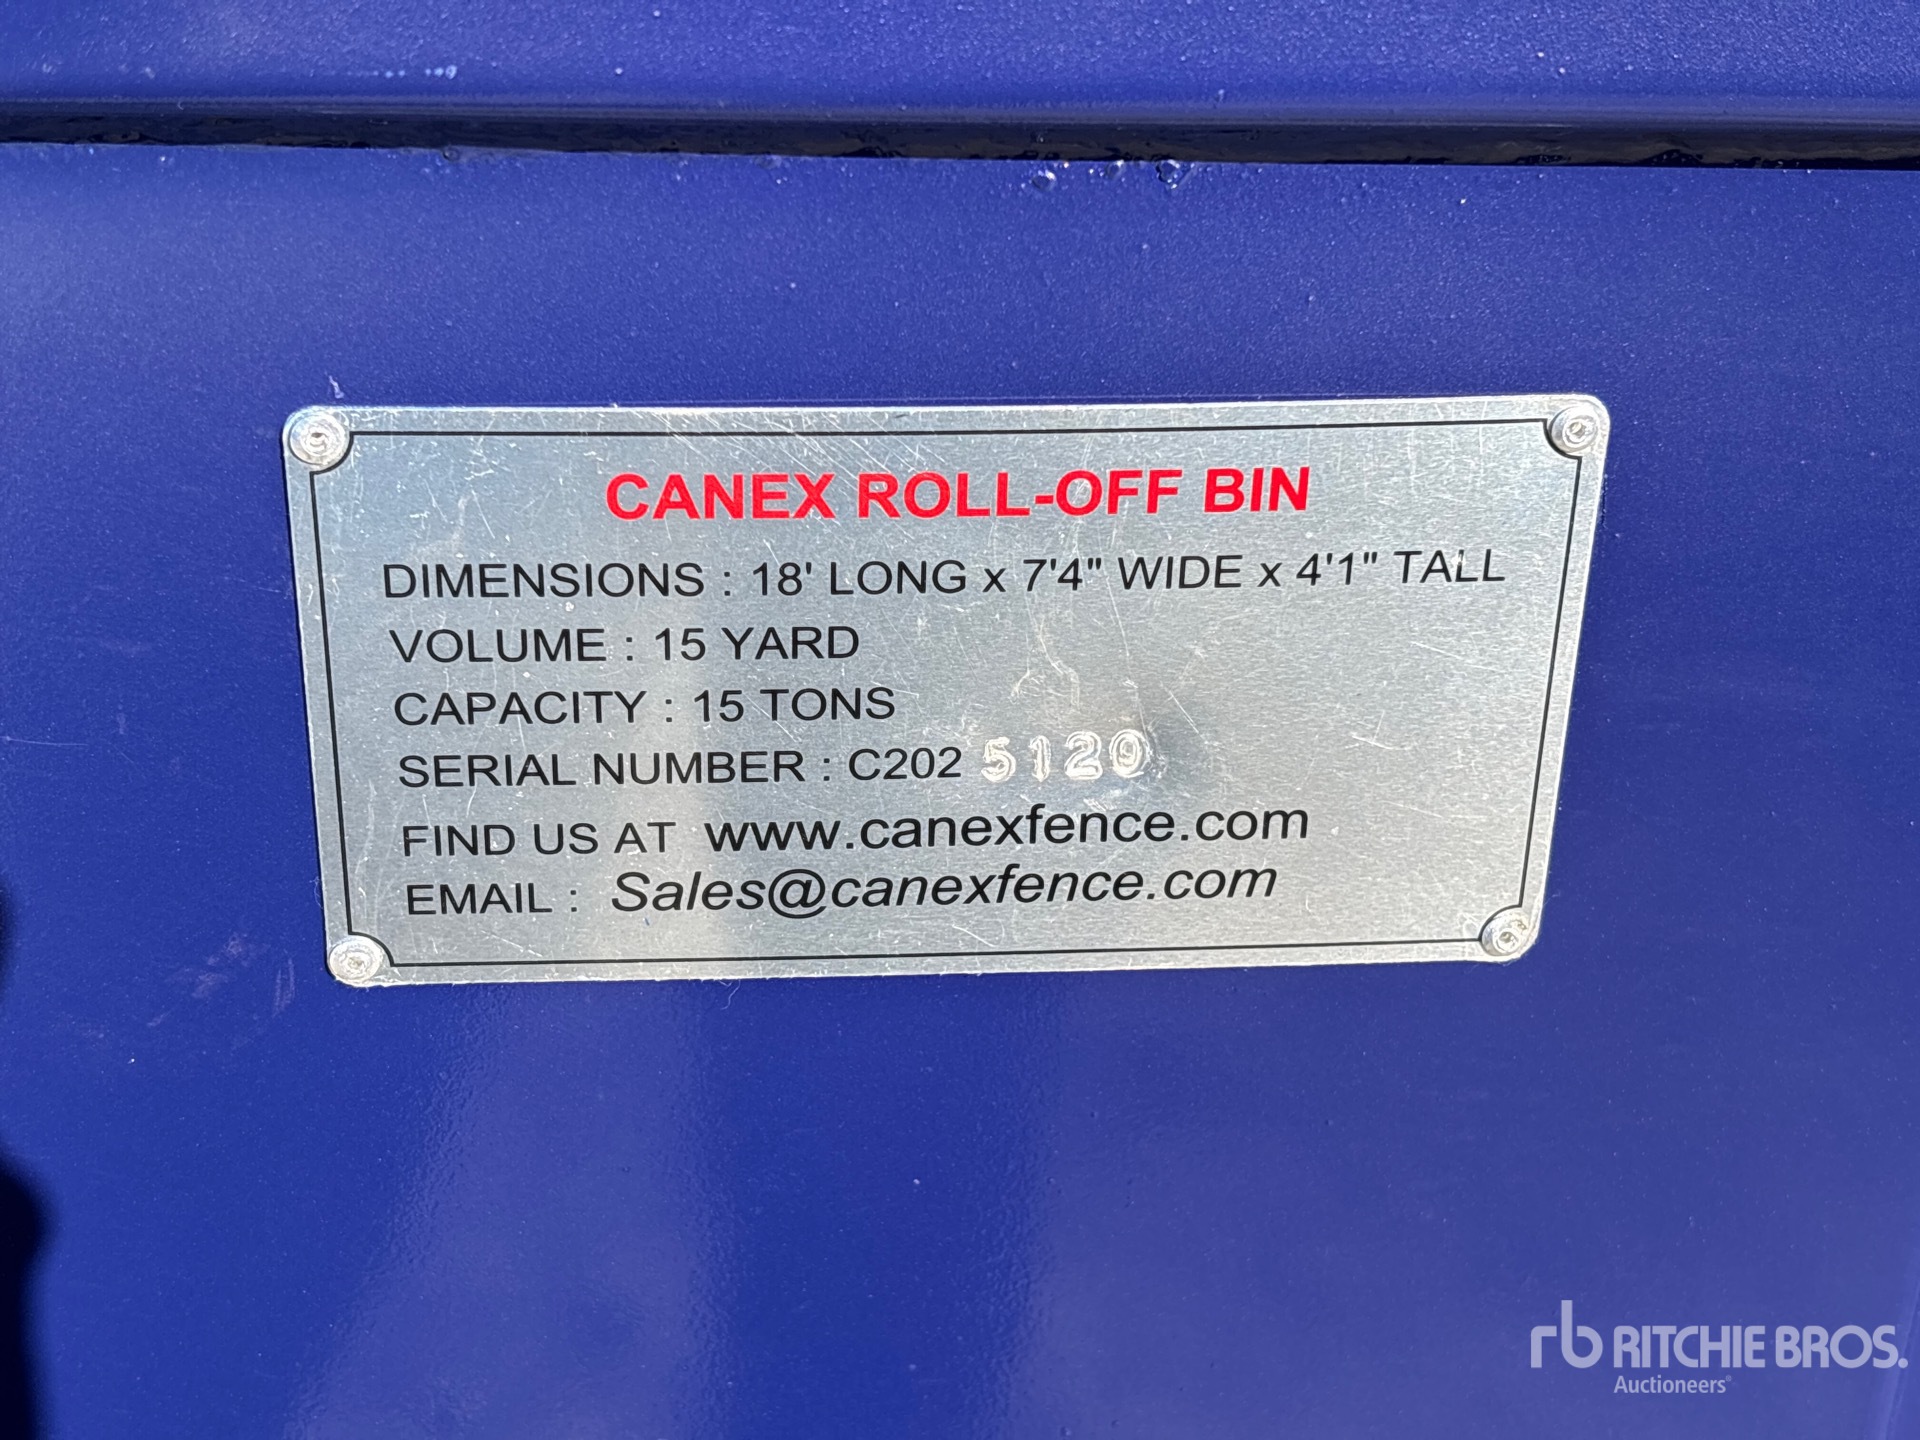 CANEX ROLL-OFF BIN
DIMENSIONS : 18' LONG x 7'4" WIDE x 4'1" TALL
VOLUME : 15 YARD
CAPACITY : 15 TONS
SERIAL NUMBER : C202 5120
FIND US AT www.canexfence.com
EMAIL : Sales@canexfence.com
rb RITCHIE BROS.
Auctioneers®